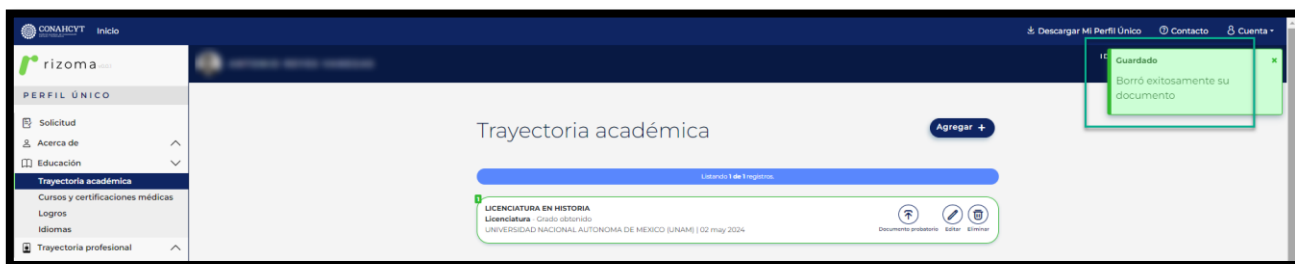 CONAHCYT Inicio
Descargar Mi Perfil Único Contacto Cuenta
rizoma
ID
Guardado ×
Borró exitosamente su
documento
PERFIL ÚNICO
Solicitud
Acerca de
Educación
Trayectoria académica
Cursos y certificaciones médicas
Logros
Idiomas
Trayectoria profesional
Trayectoria académica
Agregar +
Listando 1 de 1 registros.
1
LICENCIATURA EN HISTORIA
Licenciatura - Grado obtenido
UNIVERSIDAD NACIONAL AUTONOMA DE MEXICO (UNAM) | 02 may 2024
Documento probatorio Editar Eliminar